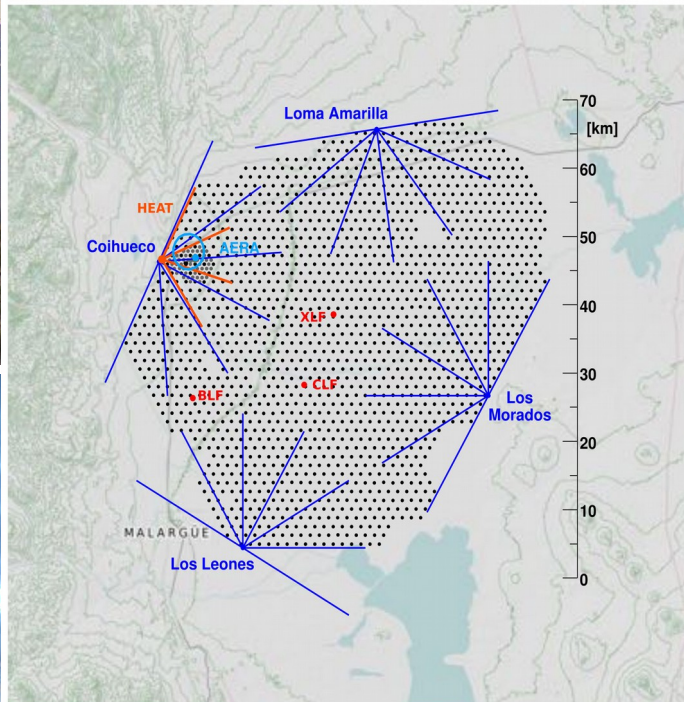 Loma Amarilla
70
[km]
60
HEAT
50
Coihueco
AERA
40
XLF
30
CLF
BLF
Los
Morados
20
10
MALARGÜE
Los Leones
0